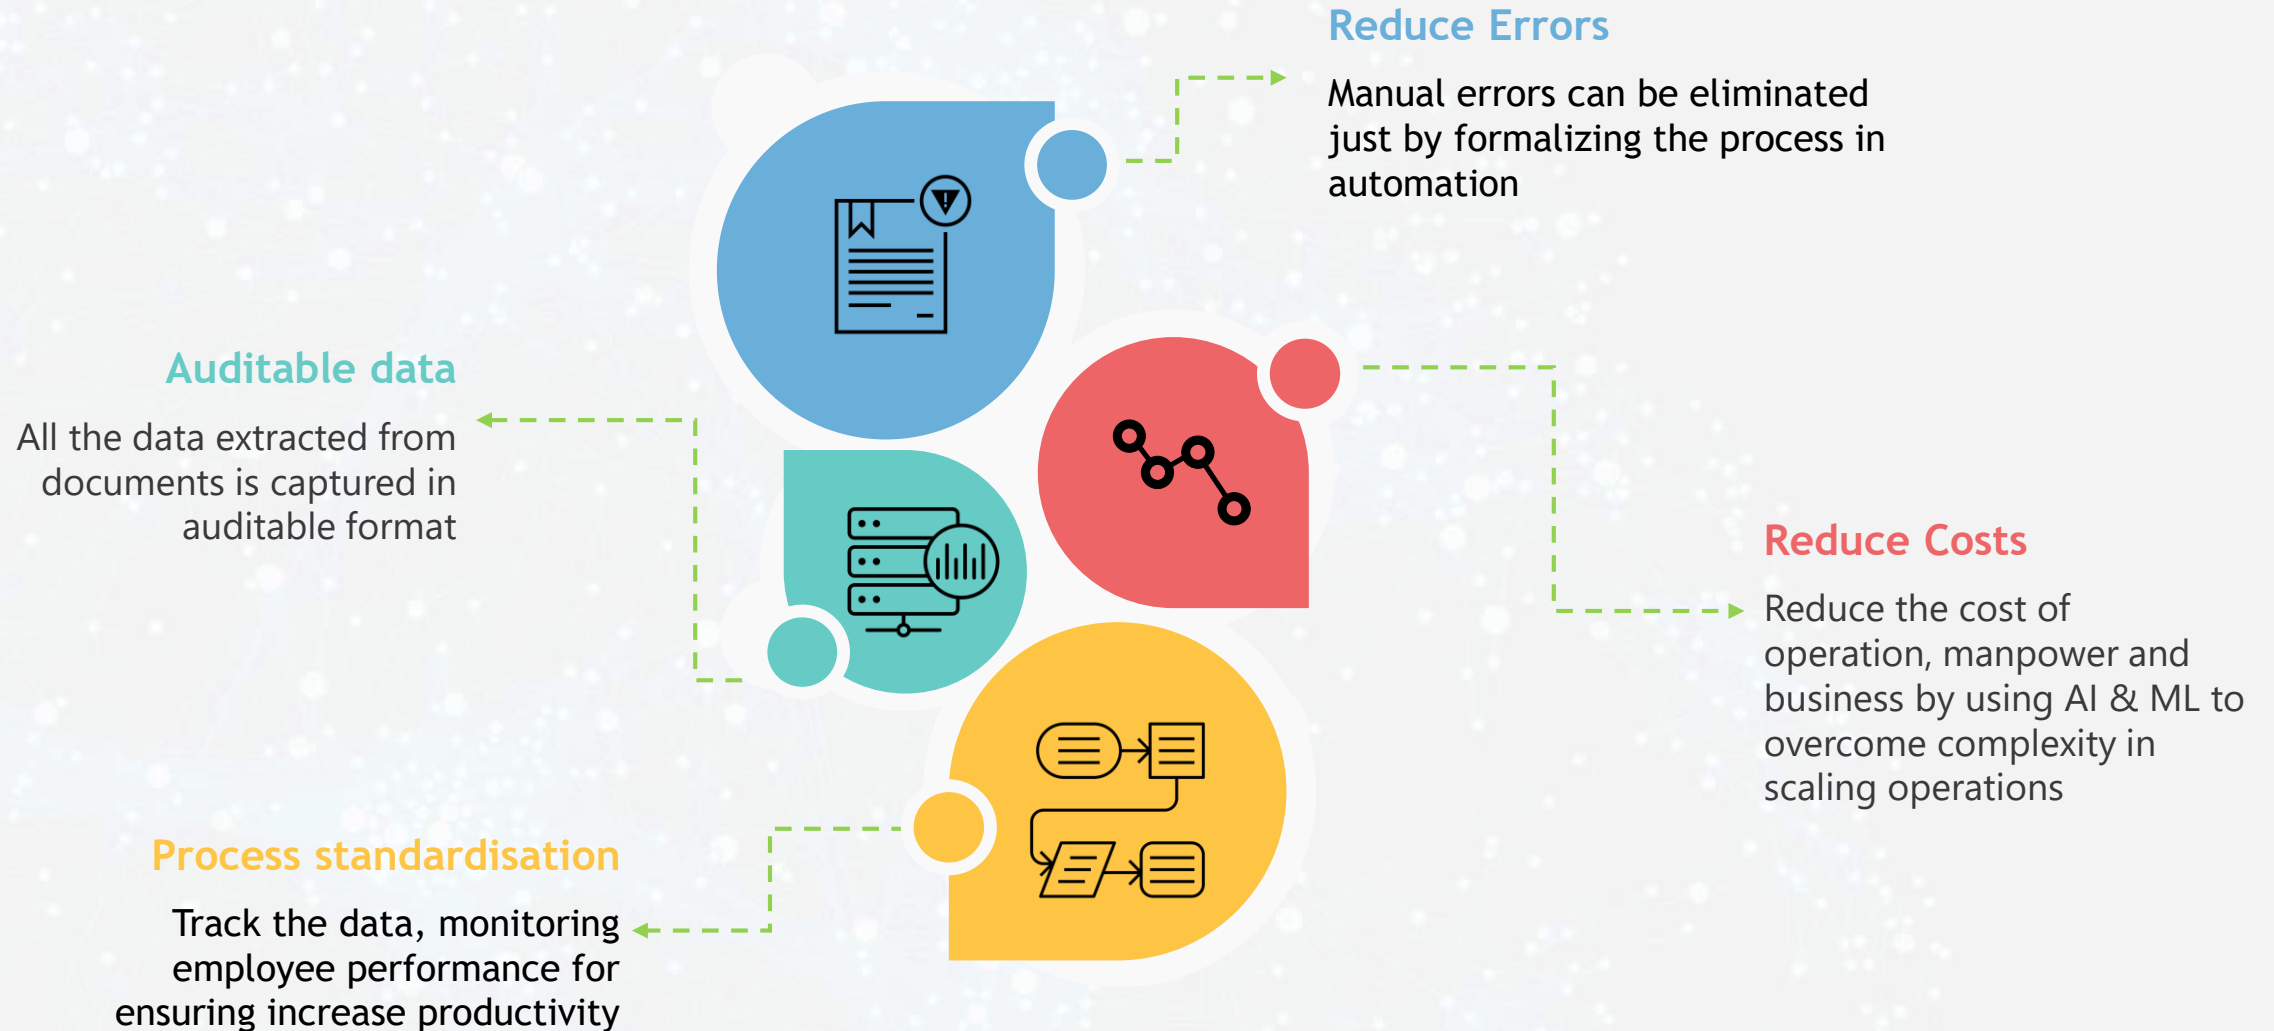 Reduce Errors
Manual errors can be eliminated
just by formalizing the process in
automation
Auditable data
All the data extracted from
documents is captured in
auditable format
Reduce Costs
Reduce the cost of
operation, manpower and
business by using AI & ML to
overcome complexity in
scaling operations
Process standardisation
Track the data, monitoring
employee performance for
ensuring increase productivity